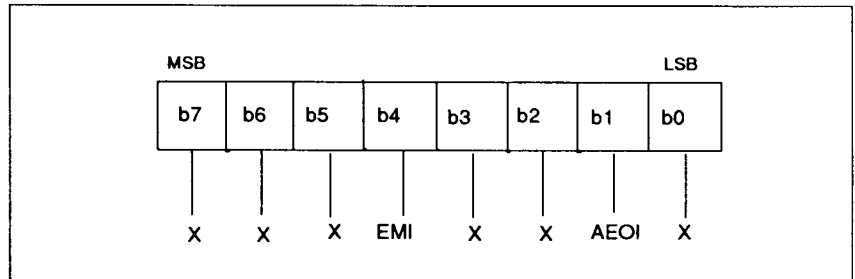 MSB LSB
b7 b6 b5 b4 b3 b2 b1 b0
X X X EMI X X AEOI X